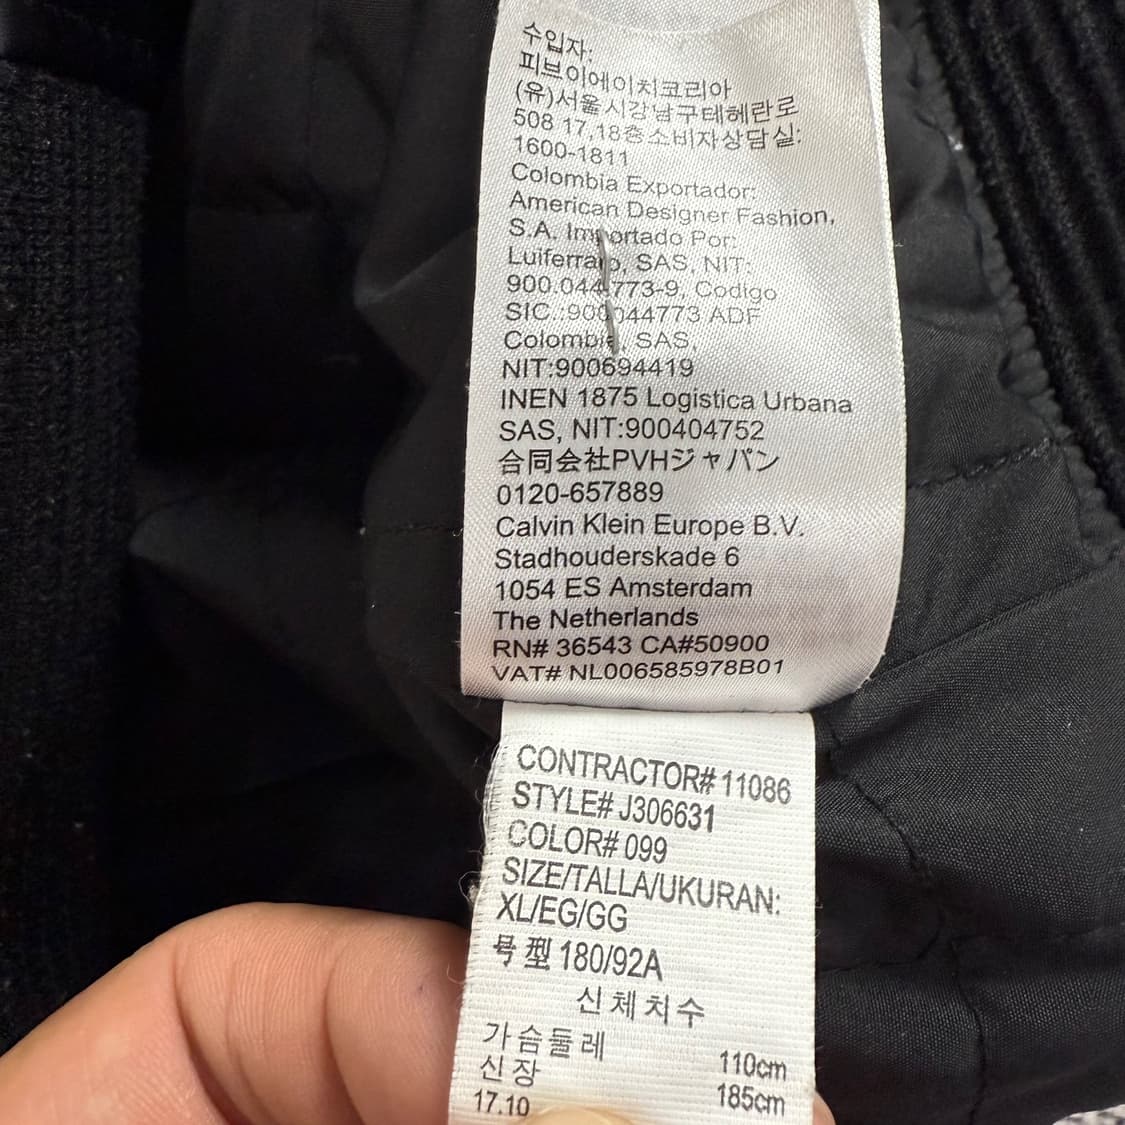 수입자:
피브이에이치코리아
(유)서울시강남구테헤란로
508 17,18층소비자상담실:
1600-1811
Colombia Exportador:
American Designer Fashion,
S.A. Importado Por:
Luiferraro, SAS, NIT:
900.044.773-9, Codigo
SIC.:900044773 ADF
Colombia, SAS,
NIT:900694419
INEN 1875 Logistica Urbana
SAS, NIT:900404752
合同会社PVHジャパン
0120-657889
Calvin Klein Europe B.V.
Stadhouderskade 6
1054 ES Amsterdam
The Netherlands
RN# 36543 CA#50900
VAT# NL006585978B01
CONTRACTOR# 11086
STYLE# J306631
COLOR# 099
SIZE/TALLA/UKURAN:
XL/EG/GG
号型 180/92A
신체치수
가슴둘레 110cm
신장 185cm
17.10